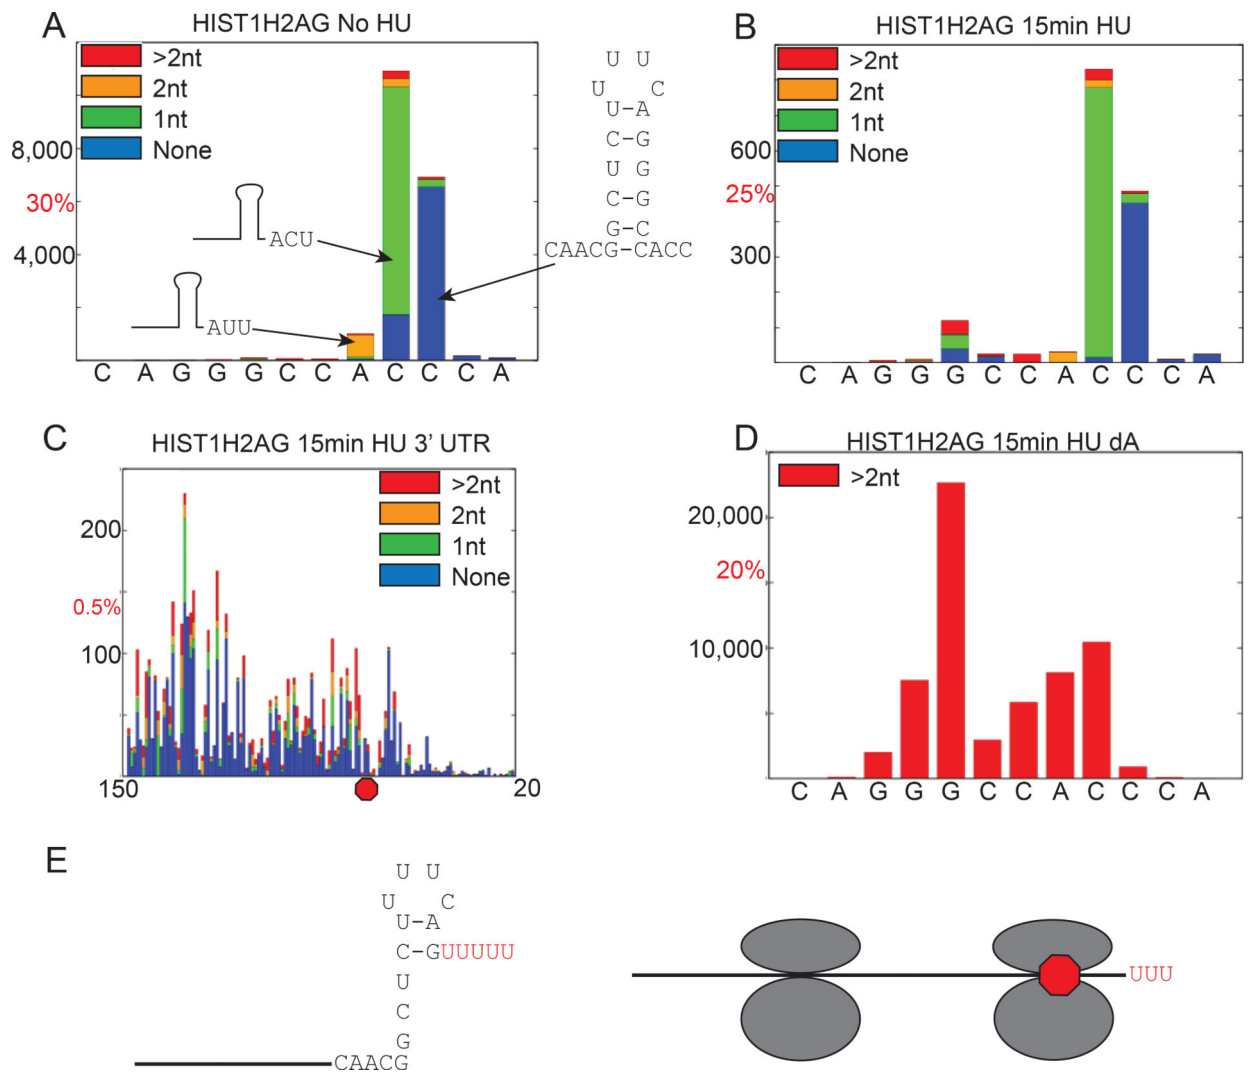 A
HIST1H2AG No HU
>2nt
2nt
1nt
None
8,000
30%
4,000
ACU
AUU
C A G G G C C A C C C A
U U
U C
U-A
C-G
U G
C-G
G-C
CAACG-CACC
B
HIST1H2AG 15min HU
>2nt
2nt
1nt
None
600
25%
300
C A G G G C C A C C C A
C
HIST1H2AG 15min HU 3' UTR
>2nt
2nt
1nt
None
200
0.5%
100
150
20
D
HIST1H2AG 15min HU dA
>2nt
20,000
20%
10,000
C A G G G C C A C C C A
E
U U
U C
U-A
C-GUUUUU
U
C
G
CAACG
UUU